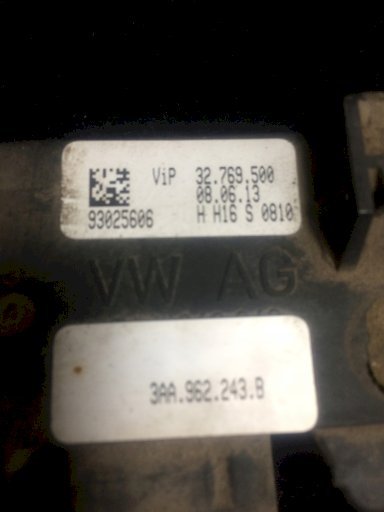 ViP 32.769.500
08.06.13
93025606 H H16 S 0810
VW AG
3AA.962.243.B